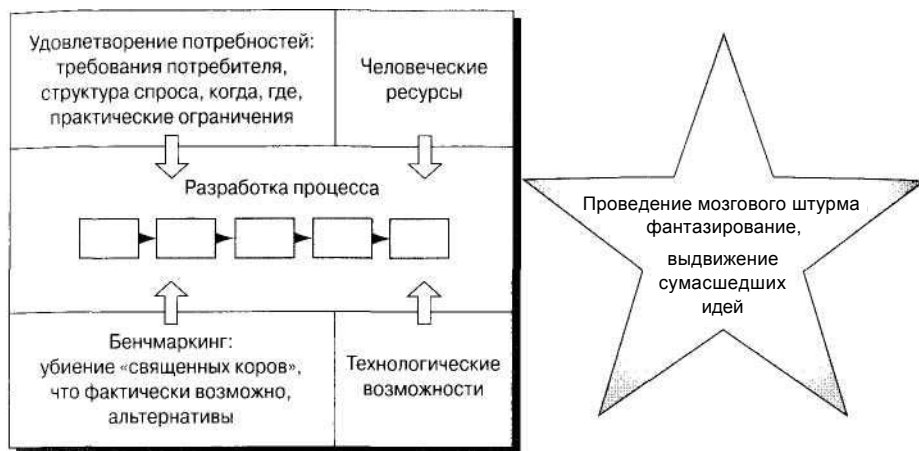 Удовлетворение потребностей:
требования потребителя,
структура спроса, когда, где,
практические ограничения
Человеческие
ресурсы
Разработка процесса
Бенчмаркинг:
убиение «священных коров»,
что фактически возможно,
альтернативы
Технологические
возможности
Проведение мозгового штурма
фантазирование,
выдвижение
сумасшедших
идей